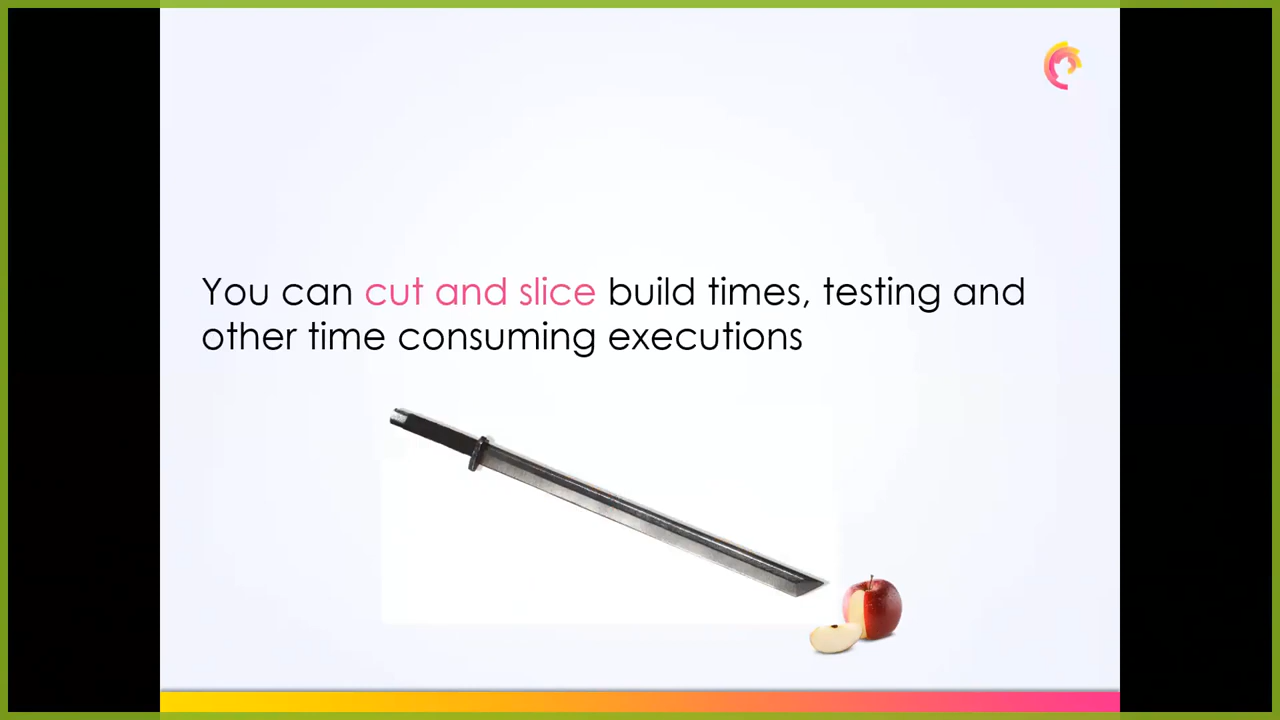 You can cut and slice build times, testing and
other time consuming executions